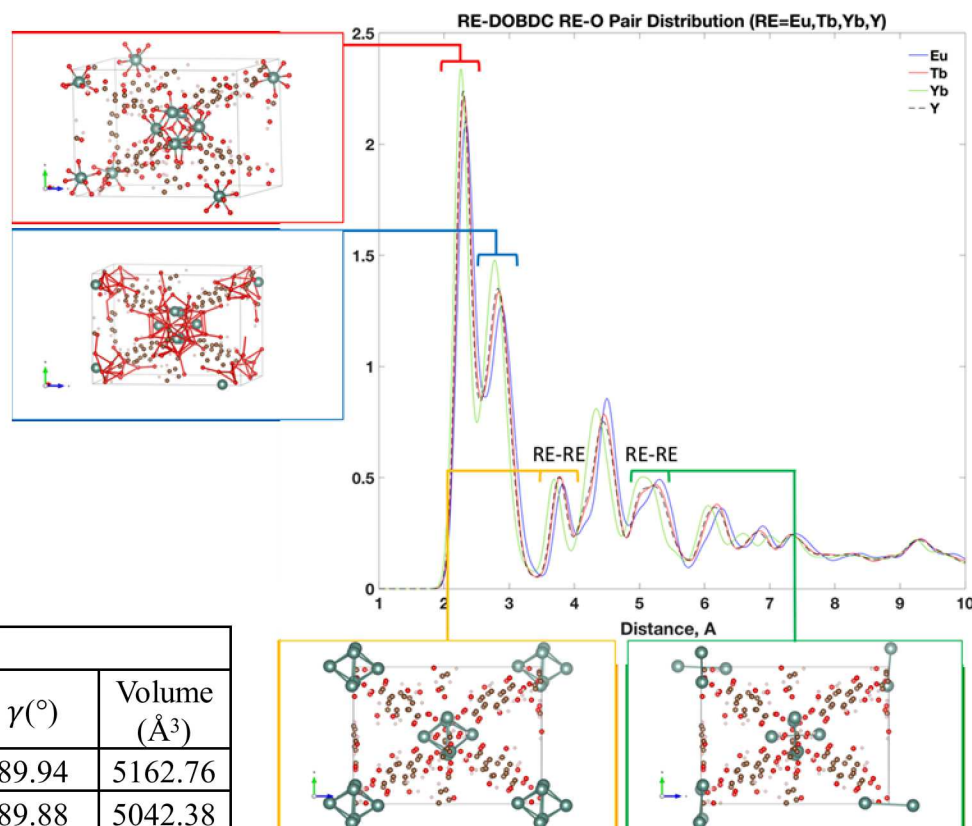 RE-DOBDC RE-O Pair Distribution (RE=Eu,Tb,Yb,Y)
2.5
Eu
Tb
Yb
Y
2
1.5
1
RE-RE RE-RE
0.5
0
1 2 3 4 5 6 7 8 9 10
Distance, A
γ(°) Volume (Å³)
89.94 5162.76
89.88 5042.38